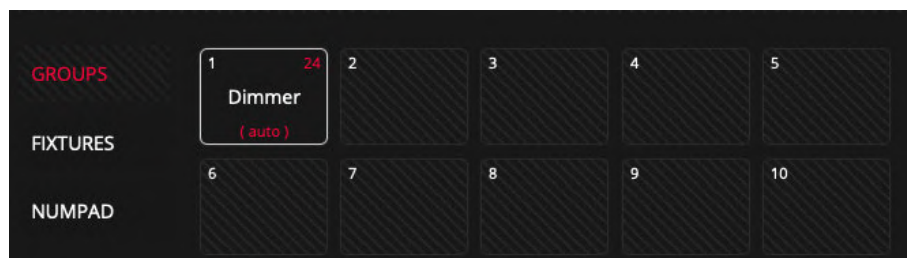 GROUPS
FIXTURES
NUMPAD
1 24
Dimmer
( auto )
2
3
4
5
6
7
8
9
10